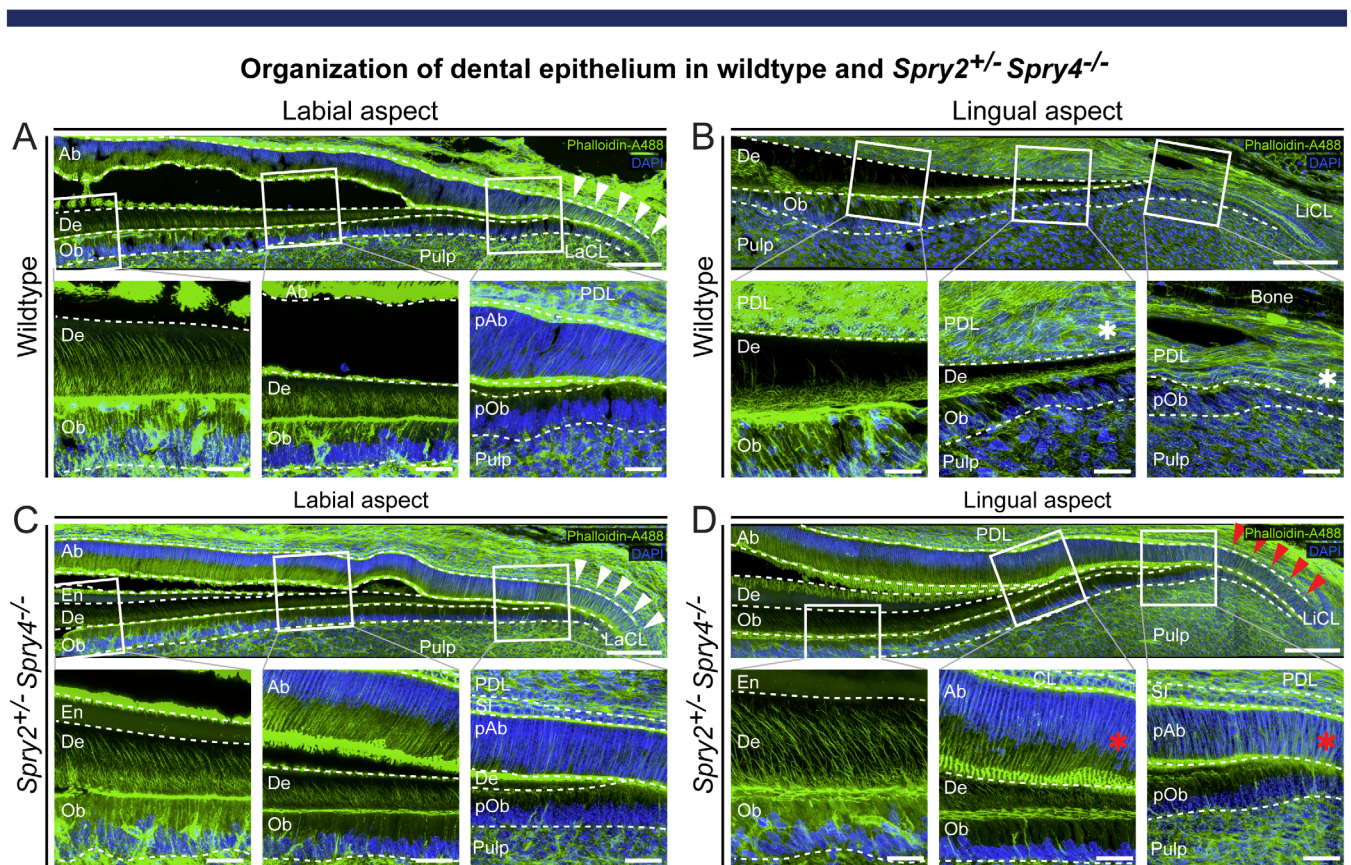 Organization of dental epithelium in wildtype and Spry2+/- Spry4-/-
Labial aspect
Lingual aspect
A
Wildtype
Phalloidin-A488
DAPI
Ab
De
Ob
Pulp
LaCL
De
Ob
Ab
De
Ob
PDL
pAb
pOb
Pulp
B
Wildtype
Phalloidin-A488
DAPI
De
Ob
Pulp
LiCL
PDL
De
Ob
PDL
De
Ob
Pulp
Bone
PDL
pOb
Pulp
Labial aspect
Lingual aspect
C
Spry2+/- Spry4-/-
Phalloidin-A488
DAPI
Ab
En
De
Ob
Pulp
LaCL
En
De
Ob
Ab
De
Ob
PDL
SI
pAb
De
pOb
Pulp
D
Spry2+/- Spry4-/-
Phalloidin-A488
DAPI
PDL
Ab
De
Ob
Pulp
LiCL
En
De
Ob
CL
Ab
De
Ob
SI
PDL
pAb
pOb
Pulp